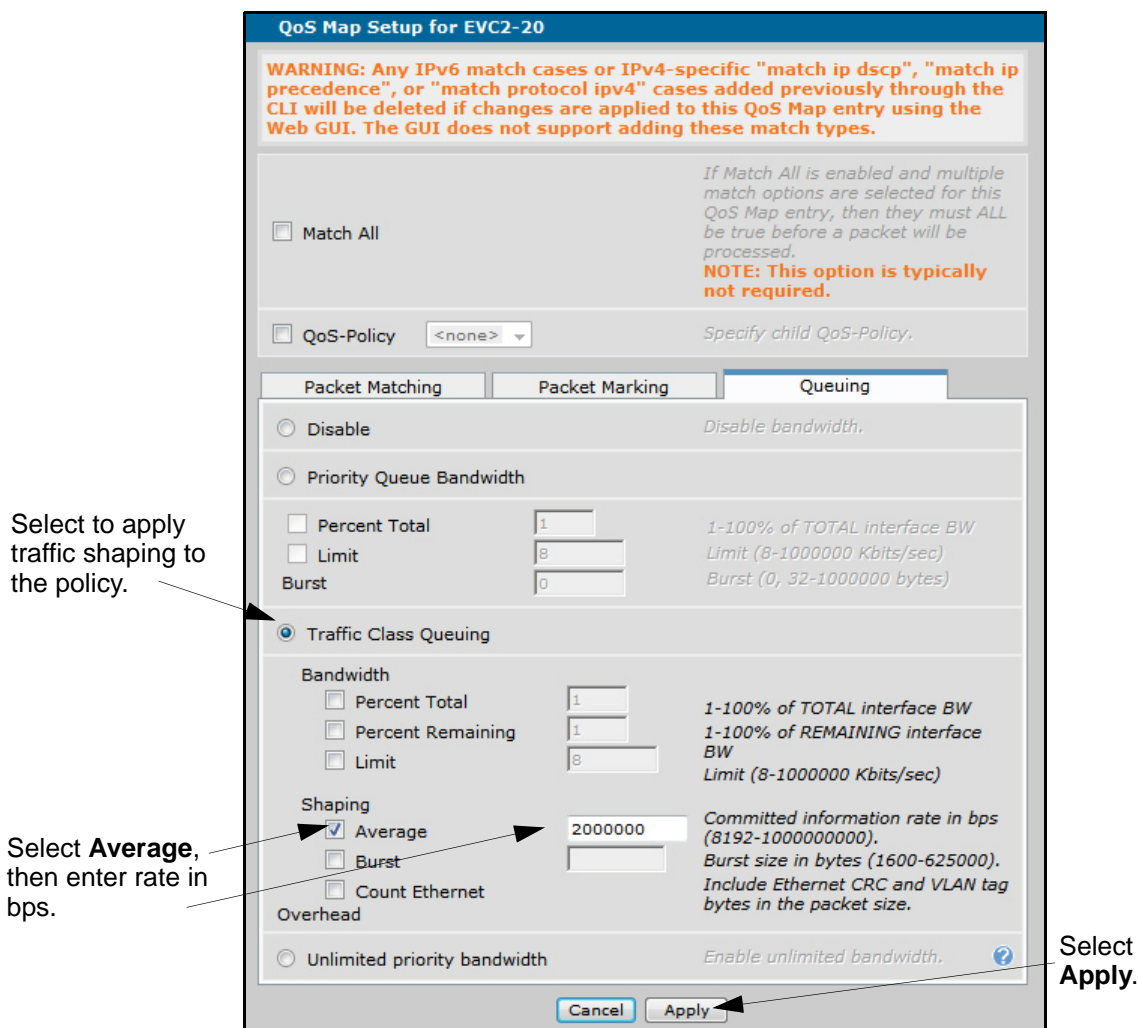 QoS Map Setup for EVC2-20
WARNING: Any IPv6 match cases or IPv4-specific "match ip dscp", "match ip
precedence", or "match protocol ipv4" cases added previously through the
CLI will be deleted if changes are applied to this QoS Map entry using the
Web GUI. The GUI does not support adding these match types.
Match All
If Match All is enabled and multiple
match options are selected for this
QoS Map entry, then they must ALL
be true before a packet will be
processed.
NOTE: This option is typically
not required.
QoS-Policy <none> Specify child QoS-Policy.
Packet Matching Packet Marking Queuing
Disable Disable bandwidth.
Priority Queue Bandwidth
Select to apply
traffic shaping to
the policy.
Percent Total 1 1-100% of TOTAL interface BW
Limit 8 Limit (8-1000000 Kbits/sec)
Burst 0 Burst (0, 32-1000000 bytes)
Traffic Class Queuing
Bandwidth
Percent Total 1 1-100% of TOTAL interface BW
Percent Remaining 1 1-100% of REMAINING interface
BW
Limit 8 Limit (8-1000000 Kbits/sec)
Select Average,
then enter rate in
bps.
Shaping
Average 2000000 Committed information rate in bps
(8192-1000000000).
Burst Burst size in bytes (1600-625000).
Count Ethernet Include Ethernet CRC and VLAN tag
bytes in the packet size.
Overhead
Unlimited priority bandwidth Enable unlimited bandwidth. ?
Cancel Apply
Select
Apply.